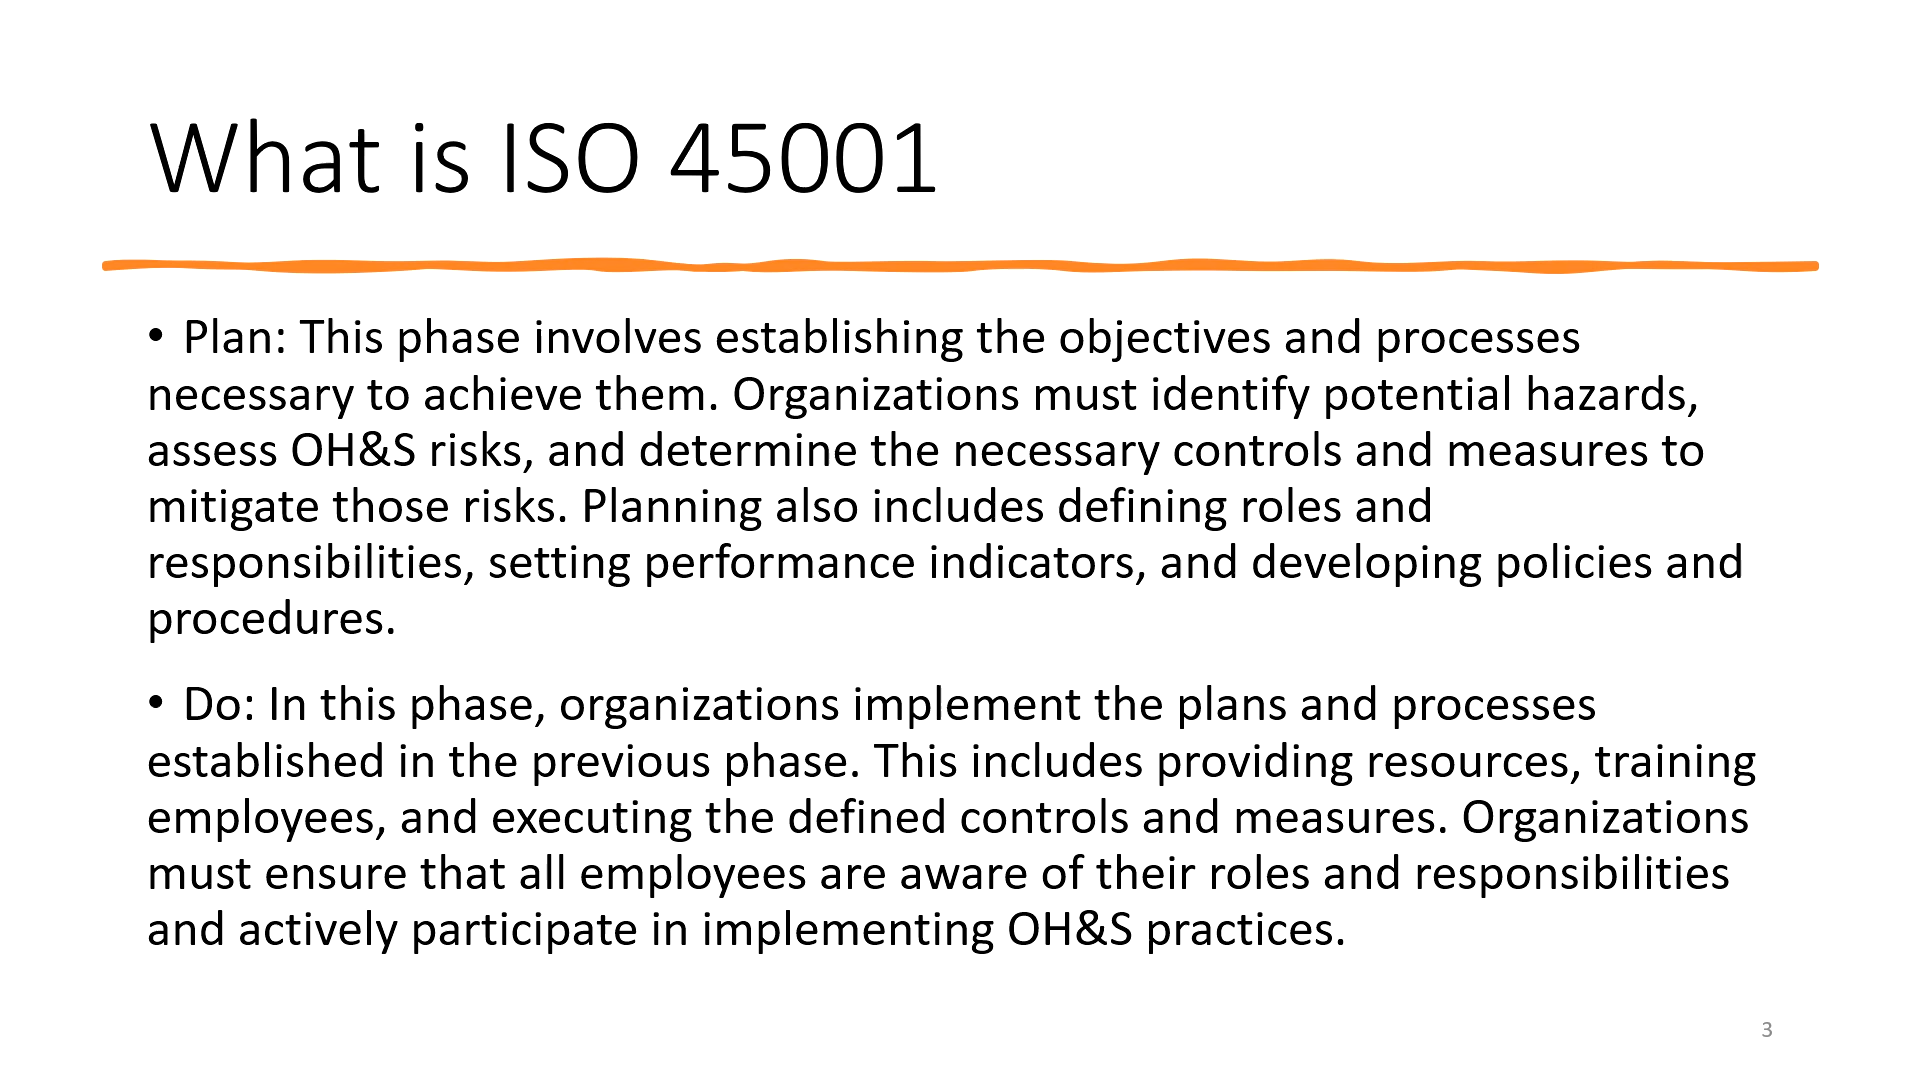 What is ISO 45001
• Plan: This phase involves establishing the objectives and processes
necessary to achieve them. Organizations must identify potential hazards,
assess OH&S risks, and determine the necessary controls and measures to
mitigate those risks. Planning also includes defining roles and
responsibilities, setting performance indicators, and developing policies and
procedures.
• Do: In this phase, organizations implement the plans and processes
established in the previous phase. This includes providing resources, training
employees, and executing the defined controls and measures. Organizations
must ensure that all employees are aware of their roles and responsibilities
and actively participate in implementing OH&S practices.
3